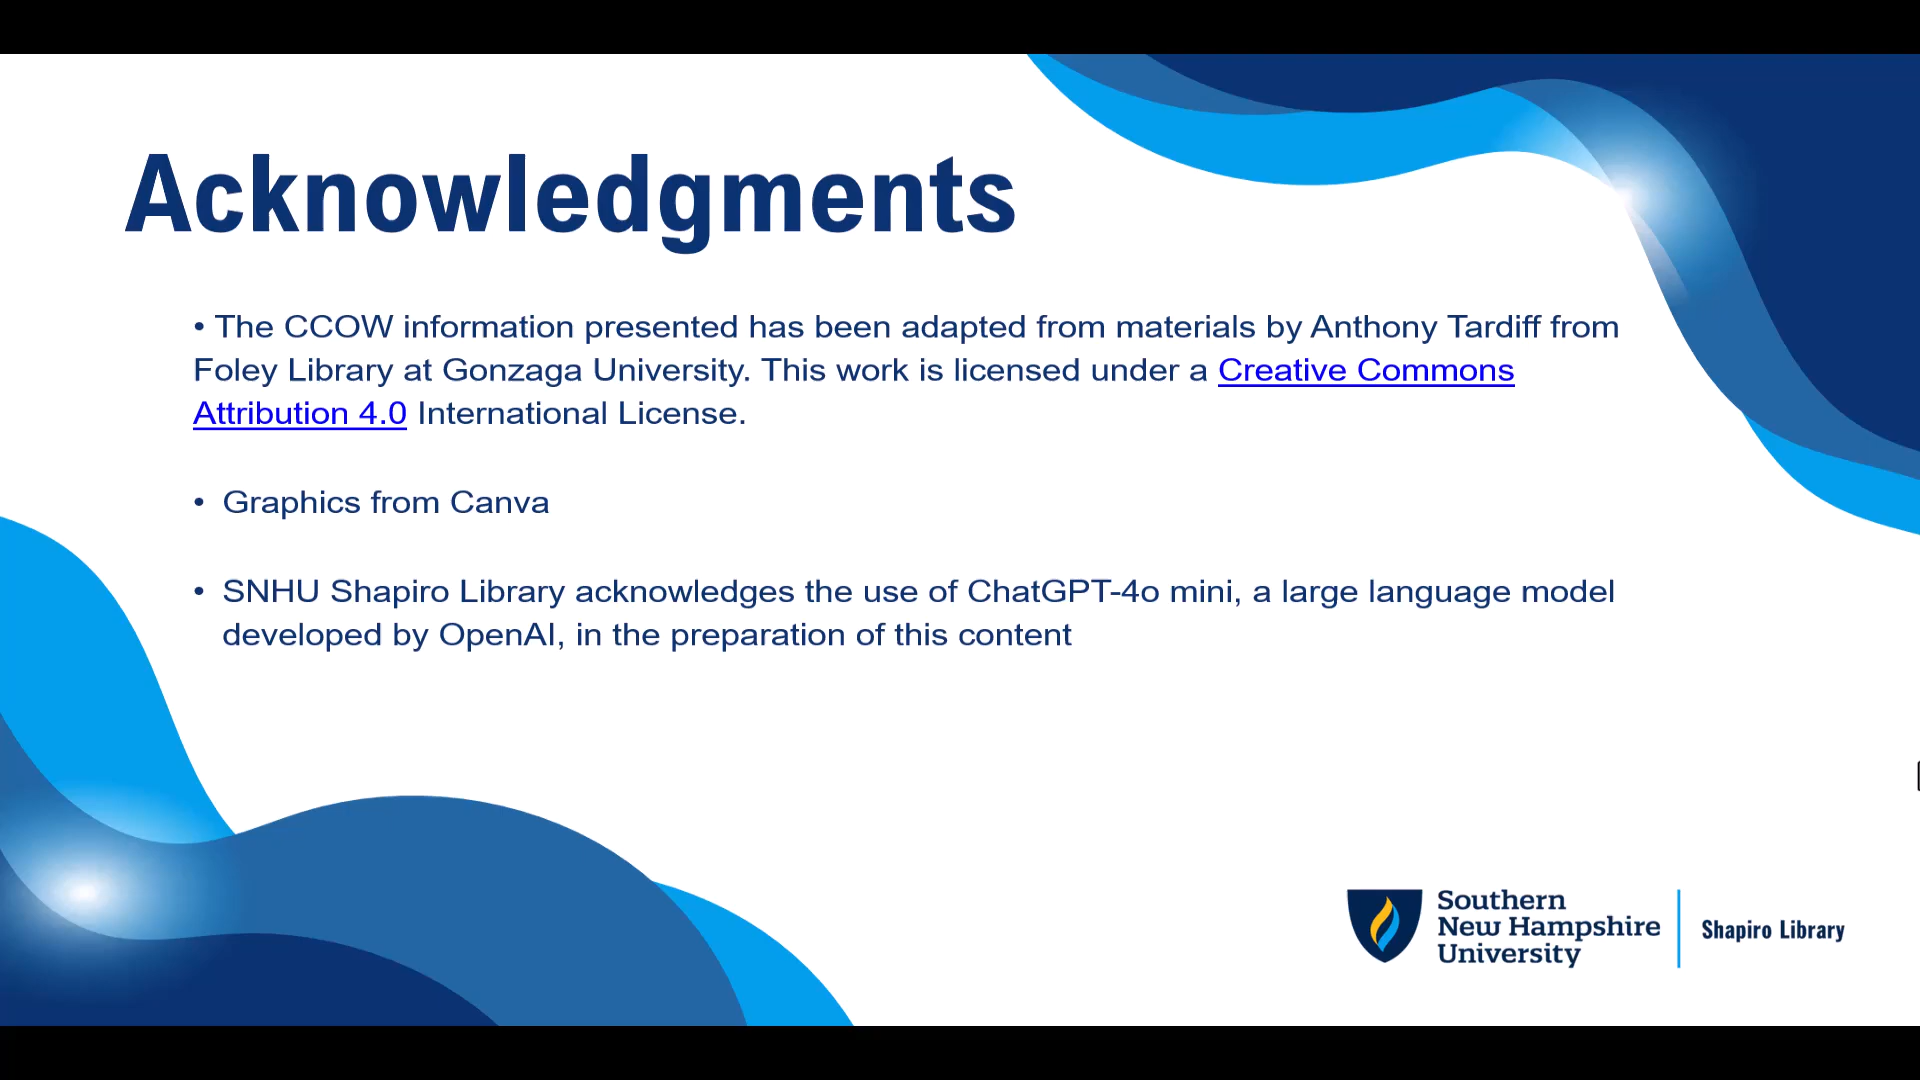 Acknowledgments
• The CCOW information presented has been adapted from materials by Anthony Tardiff from
Foley Library at Gonzaga University. This work is licensed under a Creative Commons
Attribution 4.0 International License.
• Graphics from Canva
• SNHU Shapiro Library acknowledges the use of ChatGPT-4o mini, a large language model
developed by OpenAI, in the preparation of this content
Southern
New Hampshire
University
Shapiro Library